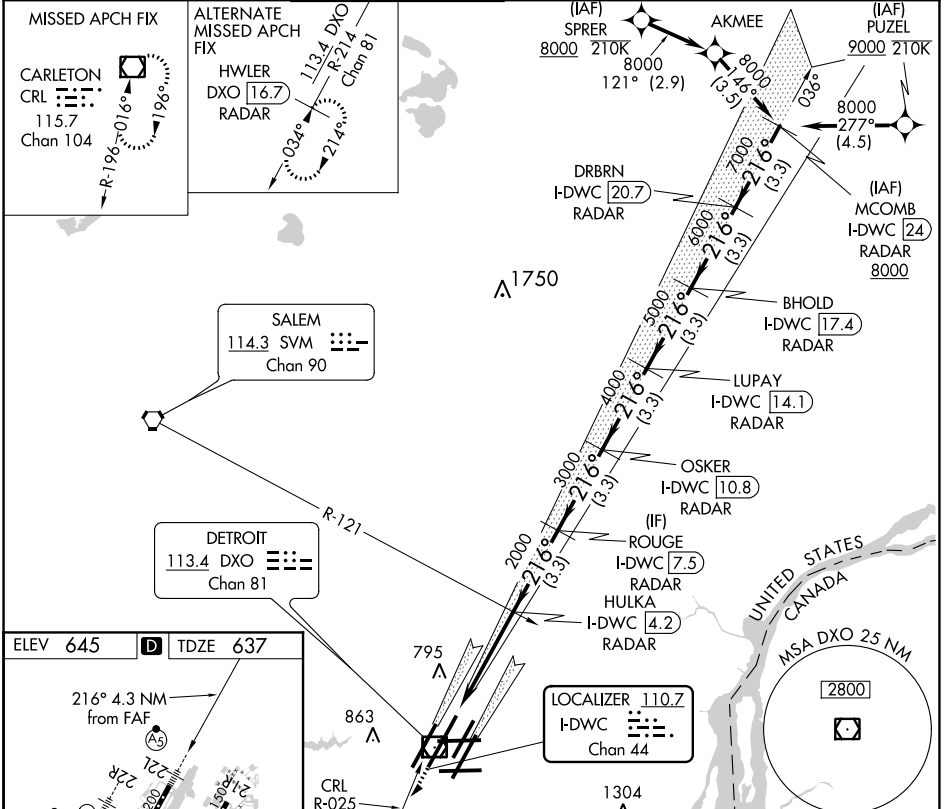 MISSED APCH FIX
CARLETON
CRL
115.7
Chan 104
016°
196°
R-196
ALTERNATE
MISSED APCH
FIX
HWLER
DXO 16.7
RADAR
113.4 DXO
R-214
Chan 81
034°
214°
(IAF)
SPRER
8000 210K
8000
121° (2.9)
AKMEE
8000
146°
(3.5)
036°
(IAF)
PUZEL
9000 210K
8000
277°
(4.5)
(IAF)
MCOMB
I-DWC 24
RADAR
8000
7000
216°
(3.3)
DRBRN
I-DWC 20.7
RADAR
6000
216°
(3.3)
BHOLD
I-DWC 17.4
RADAR
1750
5000
216°
(3.3)
LUPAY
I-DWC 14.1
RADAR
4000
216°
(3.3)
OSKER
I-DWC 10.8
RADAR
3000
216°
(3.3)
(IF)
ROUGE
I-DWC 7.5
RADAR
2000
216°
(3.3)
HULKA
I-DWC 4.2
RADAR
SALEM
114.3 SVM
Chan 90
R-121
DETROIT
113.4 DXO
Chan 81
UNITED STATES
CANADA
MSA DXO 25 NM
2800
795
863
LOCALIZER 110.7
I-DWC
Chan 44
CRL
R-025
1304
ELEV 645 D TDZE 637
216° 4.3 NM
from FAF
A5
22R
22L
21R